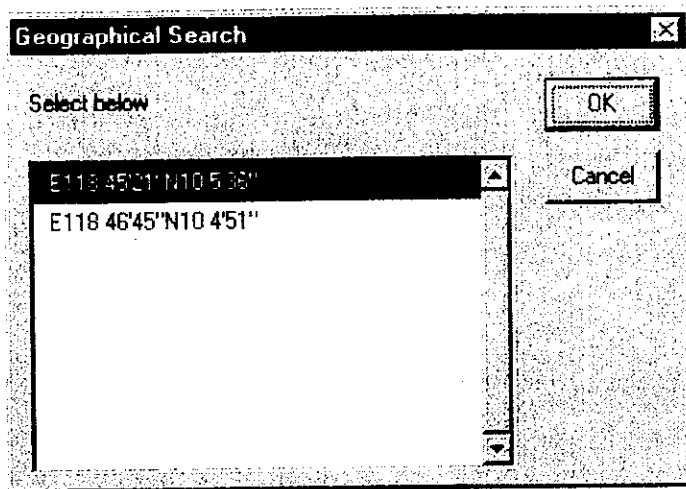 Geographical Search
Select below
OK
Cancel
E118 45'21"N10 5'36"
E118 46'45"N10 4'51"